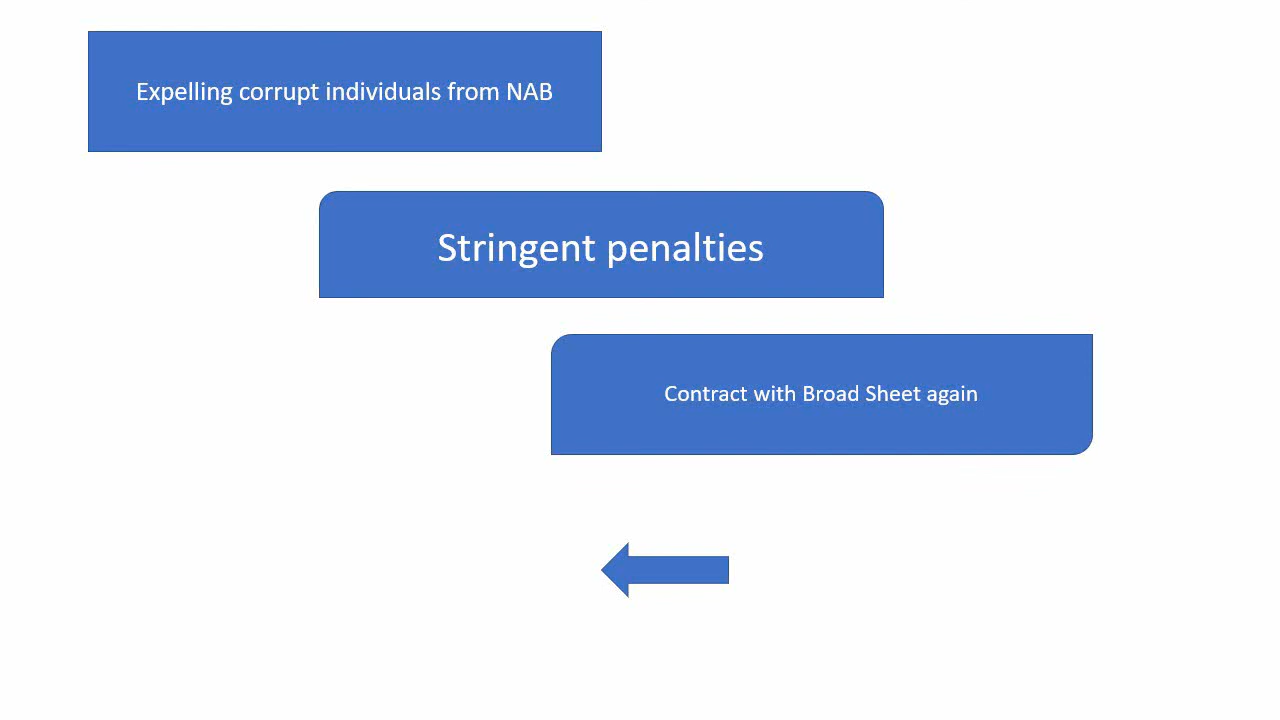 Expelling corrupt individuals from NAB
Stringent penalties
Contract with Broad Sheet again